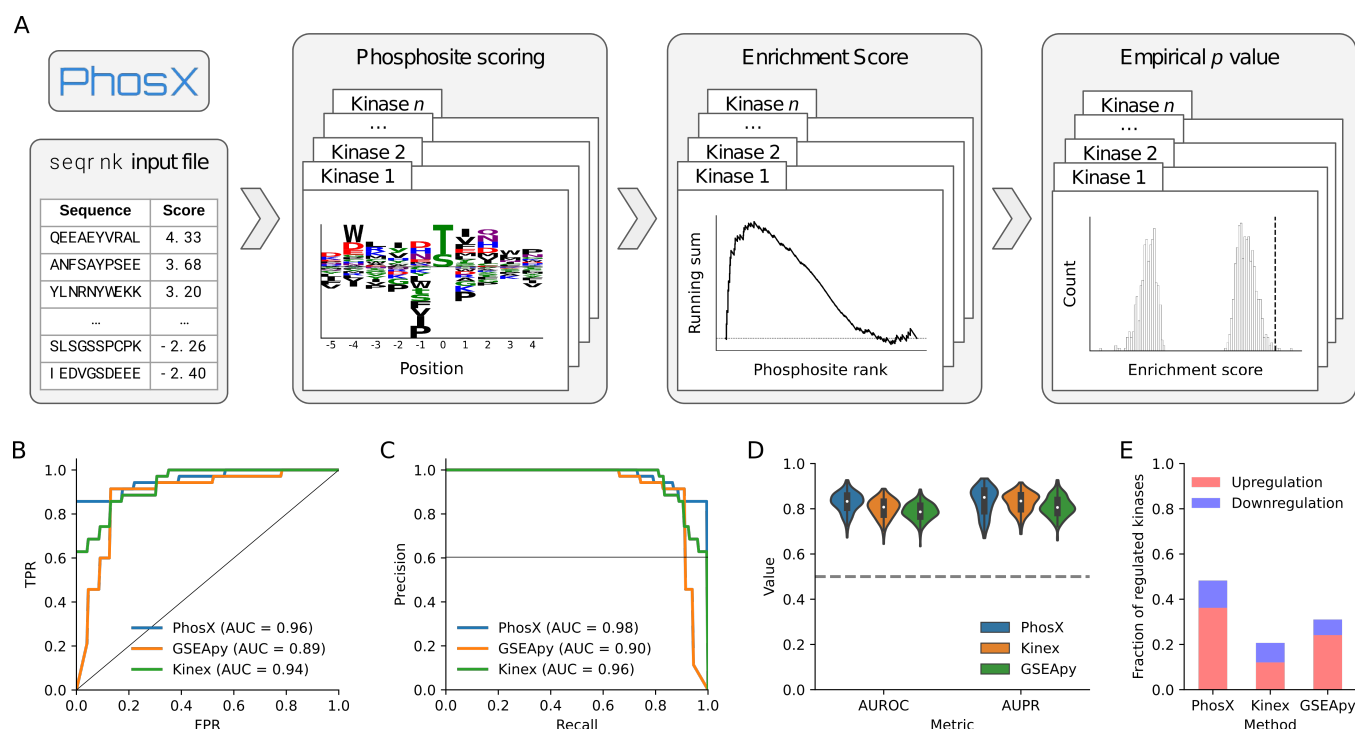 A
PhosX
seqrnk input file
Sequence Score
QEEAEYVRAL 4.33
ANFSAYPSEE 3.68
YLNRNYWEKK 3.20
... ...
SLSGSSPCPK -2.26
IEDVGSDEEE -2.40
Phosphosite scoring
Kinase n
...
Kinase 2
Kinase 1
-5 -4 -3 -2 -1 0 1 2 3 4
Position
Enrichment Score
Kinase n
...
Kinase 2
Kinase 1
Running sum
Phosphosite rank
Empirical p value
Kinase n
...
Kinase 2
Kinase 1
Count
Enrichment score
B
TPR
1.0
0.8
0.6
0.4
0.2
0.0
PhosX (AUC = 0.96)
GSEApy (AUC = 0.89)
Kinex (AUC = 0.94)
0.0 0.2 0.4 0.6 0.8 1.0
FPR
C
Precision
1.0
0.8
0.6
0.4
0.2
0.0
PhosX (AUC = 0.98)
GSEApy (AUC = 0.90)
Kinex (AUC = 0.96)
0.0 0.2 0.4 0.6 0.8 1.0
Recall
D
Value
1.0
0.8
0.6
0.4
0.2
0.0
PhosX
Kinex
GSEApy
AUROC AUPR
Metric
E
Fraction of regulated kinases
1.0
0.8
0.6
0.4
0.2
0.0
Upregulation
Downregulation
PhosX Kinex GSEApy
Method